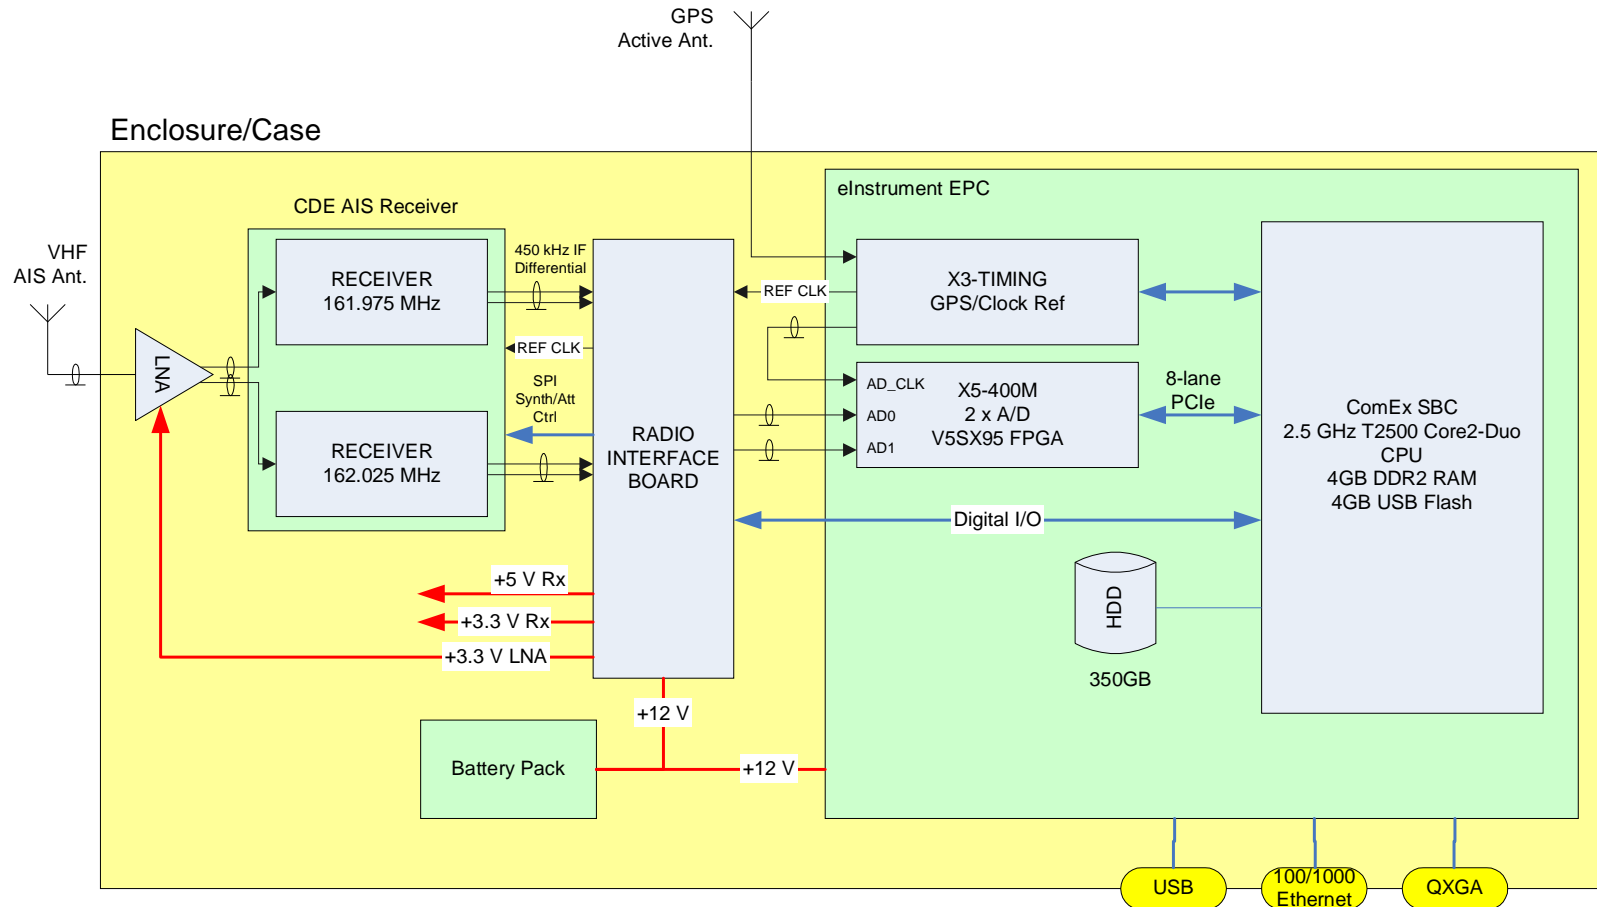 GPS
Active Ant.
Enclosure/Case
eInstrument EPC
CDE AIS Receiver
VHF
AIS Ant.
LNA
RECEIVER
161.975 MHz
450 kHz IF
Differential
REF CLK
SPI
Synth/Att
Ctrl
RECEIVER
162.025 MHz
RADIO
INTERFACE
BOARD
REF CLK
X3-TIMING
GPS/Clock Ref
AD_CLK
AD0
AD1
X5-400M
2 x A/D
V5SX95 FPGA
8-lane
PCIe
ComEx SBC
2.5 GHz T2500 Core2-Duo
CPU
4GB DDR2 RAM
4GB USB Flash
Digital I/O
HDD
350GB
+5 V Rx
+3.3 V Rx
+3.3 V LNA
+12 V
Battery Pack
+12 V
USB
100/1000
Ethernet
QXGA